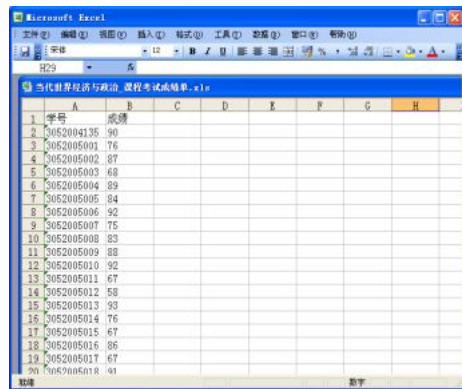 Microsoft Excel
文件(F) 编辑(E) 视图(V) 插入(I) 格式(O) 工具(T) 数据(D) 窗口(W) 帮助(H)
宋体 12 B I U
H29 fx
当代世界经济与政治_课程考试成绩单.xls
A B C D E F G H
1 学号 成绩
2 3052004135 90
3 3052005001 76
4 3052005002 87
5 3052005003 68
6 3052005004 89
7 3052005005 84
8 3052005006 92
9 3052005007 75
10 3052005008 83
11 3052005009 88
12 3052005010 92
13 3052005011 67
14 3052005012 58
15 3052005013 93
16 3052005014 76
17 3052005015 67
18 3052005016 86
19 3052005017 67
20 3052005018 91
就绪 数字